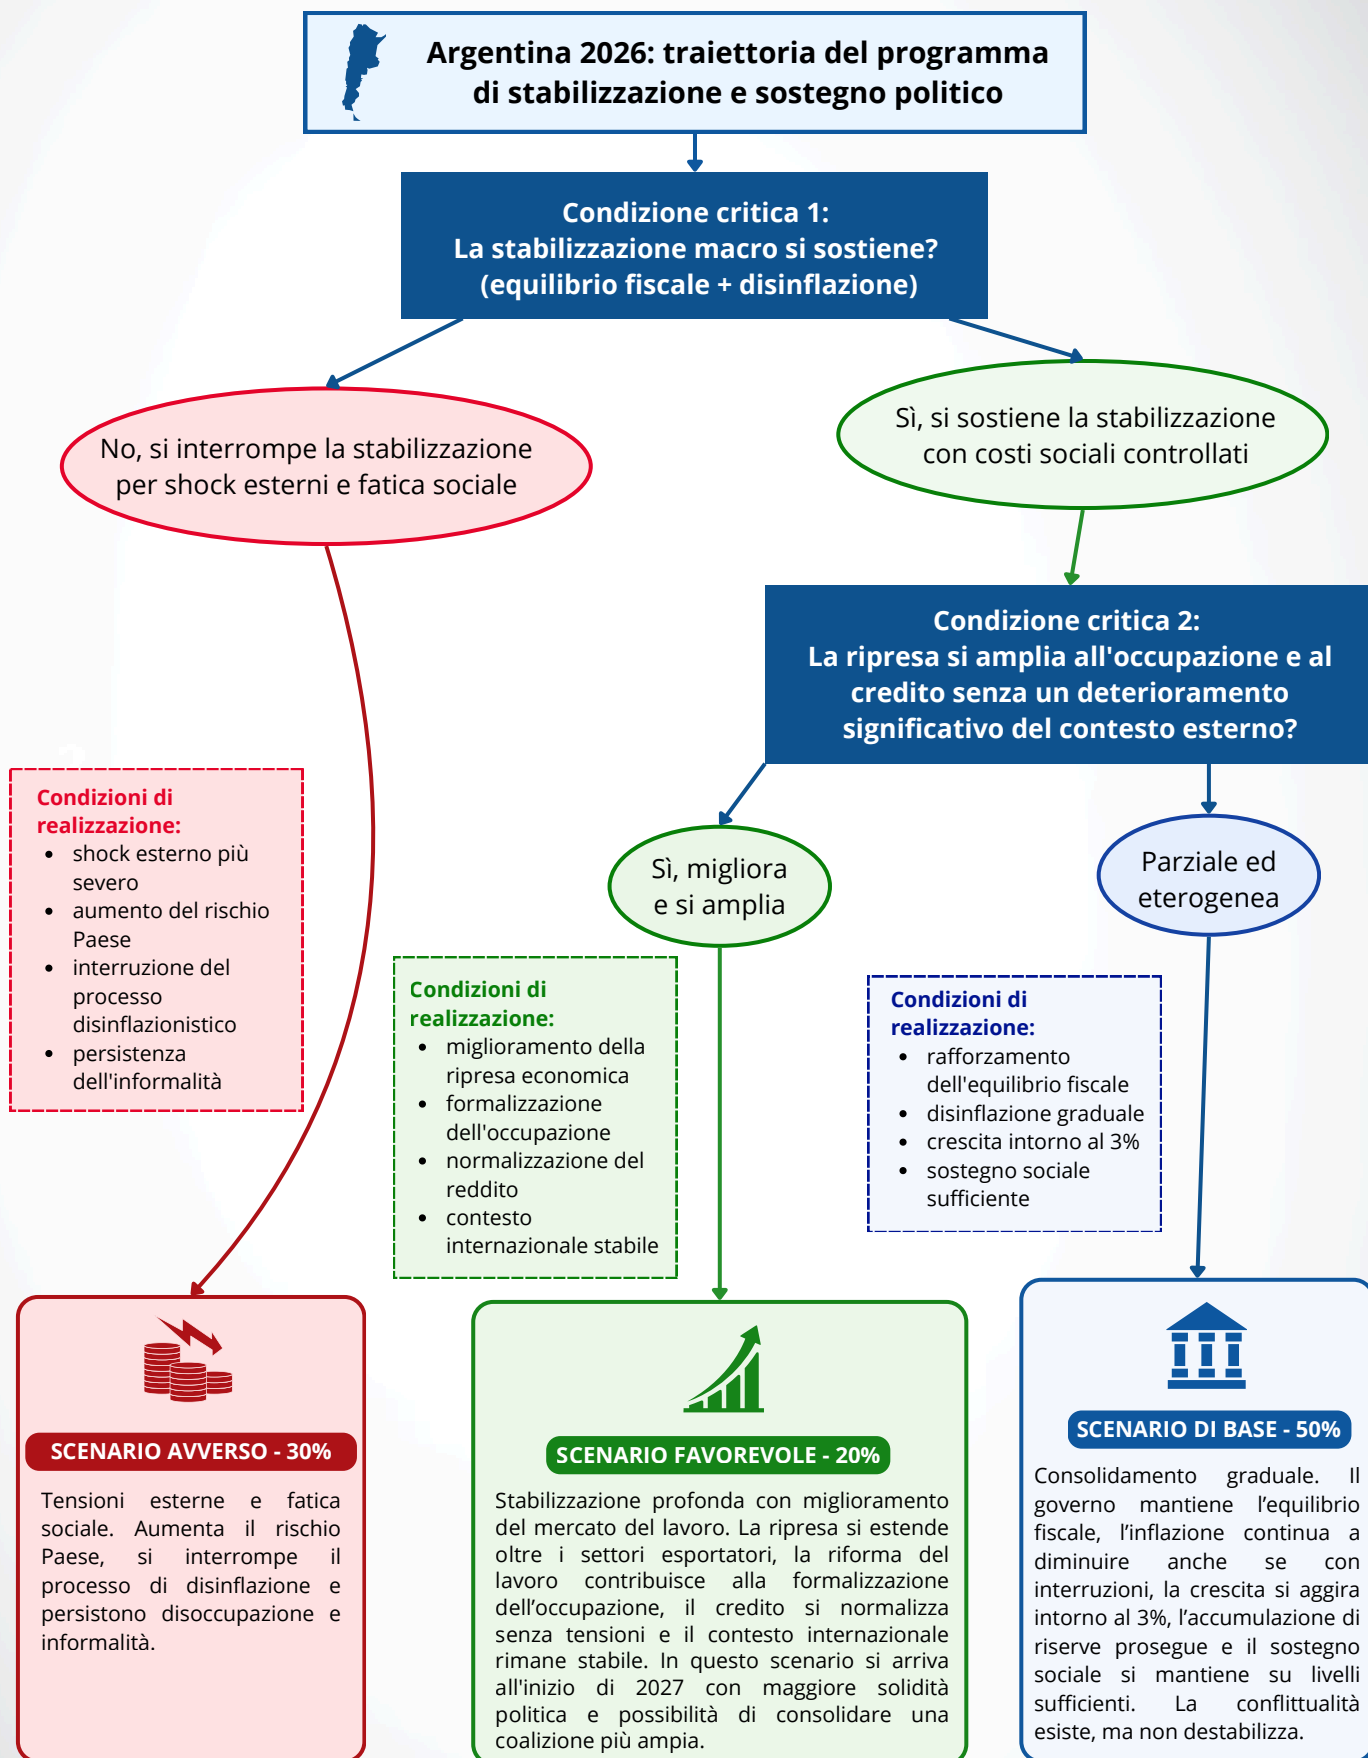 Argentina 2026: traiettoria del programma
di stabilizzazione e sostegno politico
Condizione critica 1:
La stabilizzazione macro si sostiene?
(equilibrio fiscale + disinflazione)
No, si interrompe la stabilizzazione
per shock esterni e fatica sociale
Sì, si sostiene la stabilizzazione
con costi sociali controllati
Condizione critica 2:
La ripresa si amplia all'occupazione e al
credito senza un deterioramento
significativo del contesto esterno?
Condizioni di
realizzazione:
• shock esterno più
severo
• aumento del rischio
Paese
• interruzione del
processo
disinflazionistico
• persistenza
dell'informalità
Sì, migliora
e si amplia
Parziale ed
eterogenea
Condizioni di
realizzazione:
• miglioramento della
ripresa economica
• formalizzazione
dell'occupazione
• normalizzazione del
reddito
• contesto
internazionale stabile
Condizioni di
realizzazione:
• rafforzamento
dell'equilibrio fiscale
• disinflazione graduale
• crescita intorno al 3%
• sostegno sociale
sufficiente
SCENARIO AVVERSO - 30%
Tensioni esterne e fatica
sociale. Aumenta il rischio
Paese, si interrompe il
processo di disinflazione e
persistono disoccupazione e
informalità.
SCENARIO FAVOREVOLE - 20%
Stabilizzazione profonda con miglioramento
del mercato del lavoro. La ripresa si estende
oltre i settori esportatori, la riforma del
lavoro contribuisce alla formalizzazione
dell’occupazione, il credito si normalizza
senza tensioni e il contesto internazionale
rimane stabile. In questo scenario si arriva
all'inizio di 2027 con maggiore solidità
politica e possibilità di consolidare una
coalizione più ampia.
SCENARIO DI BASE - 50%
Consolidamento graduale. Il
governo mantiene l’equilibrio
fiscale, l’inflazione continua a
diminuire anche se con
interruzioni, la crescita si aggira
intorno al 3%, l’accumulazione di
riserve prosegue e il sostegno
sociale si mantiene su livelli
sufficienti. La conflittualità
esiste, ma non destabilizza.